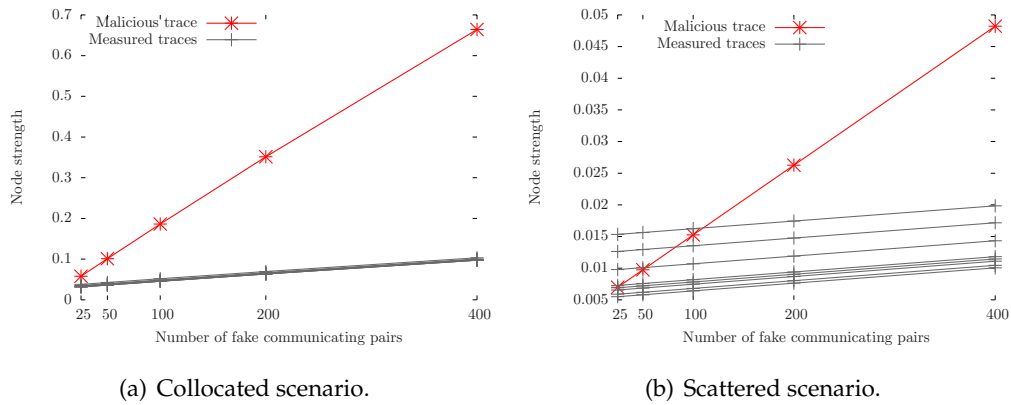 0.7
0.6
0.5
0.4
0.3
0.2
0.1
0
Node strength
Malicious trace
Measured traces
25 50 100 200 400
Number of fake communicating pairs
(a) Collocated scenario.
0.05
0.045
0.04
0.035
0.03
0.025
0.02
0.015
0.01
0.005
Node strength
Malicious trace
Measured traces
25 50 100 200 400
Number of fake communicating pairs
(b) Scattered scenario.